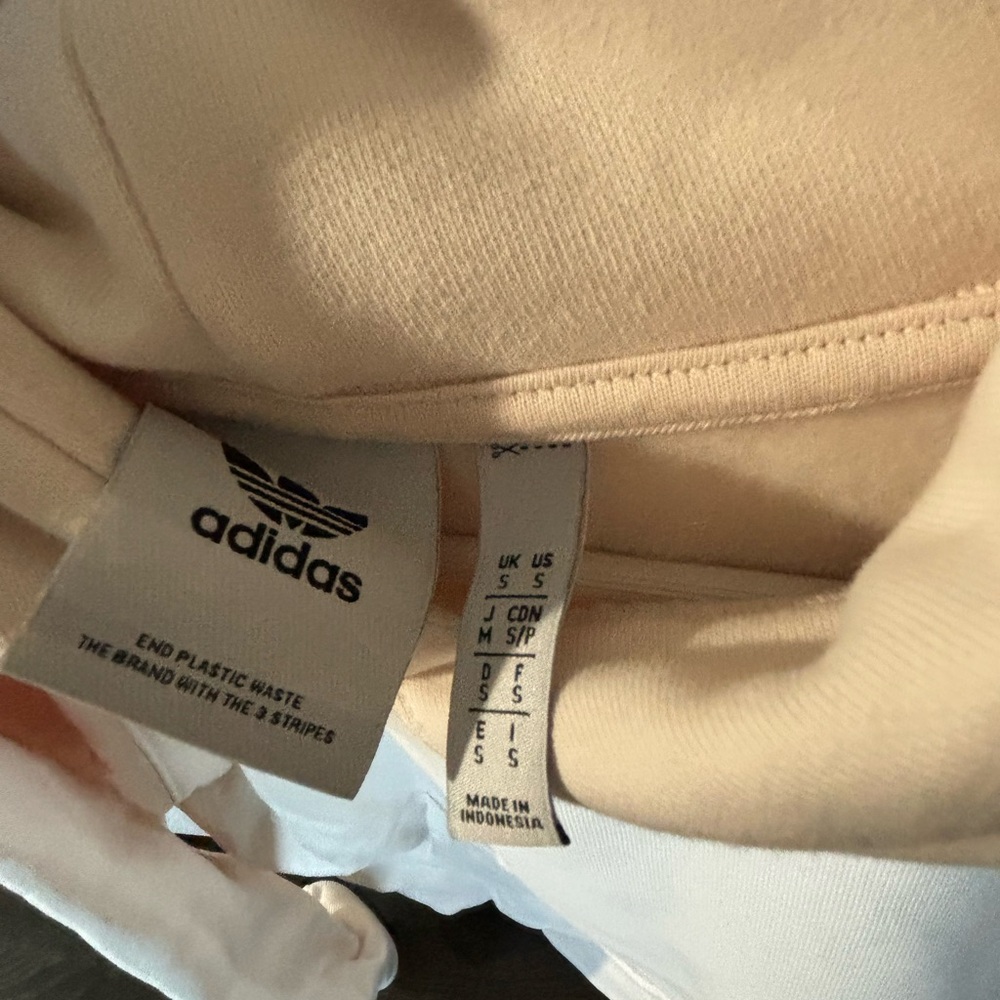 adidas
END PLASTIC WASTE
THE BRAND WITH THE 3 STRIPES
UK US
S S
J CDN
M S/P
D F
S S
E I
S S
MADE IN
INDONESIA